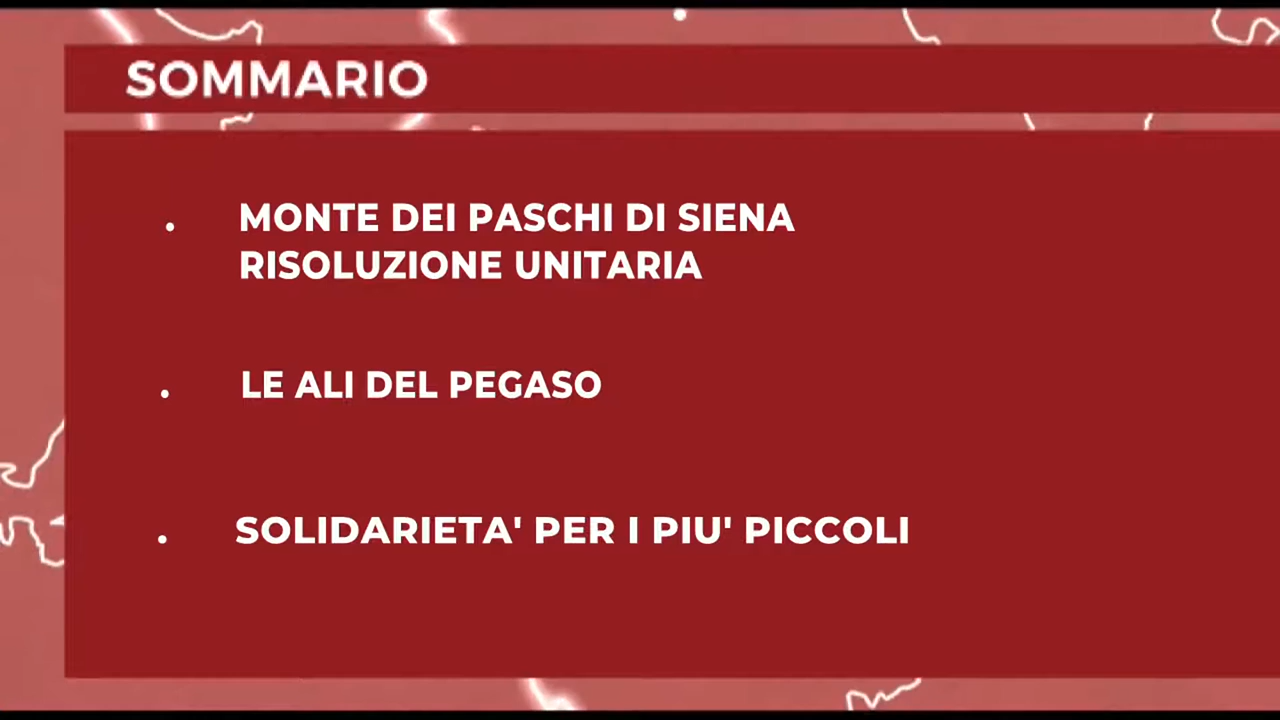 SOMMARIO
. MONTE DEI PASCHI DI SIENA
RISOLUZIONE UNITARIA
. LE ALI DEL PEGASO
. SOLIDARIETA' PER I PIU' PICCOLI